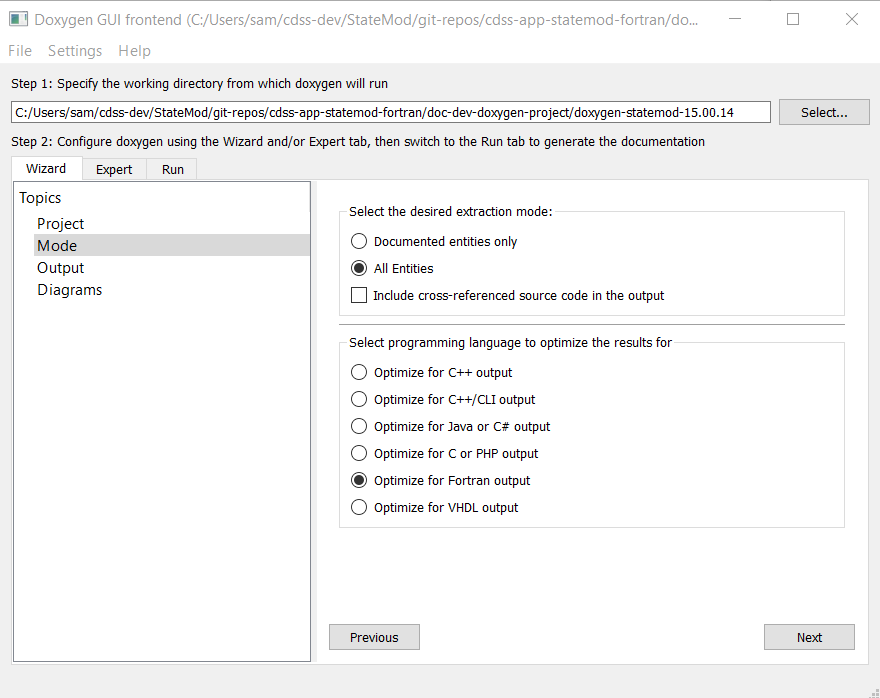 Doxygen GUI frontend (C:/Users/sam/cdss-dev/StateMod/git-repos/cdss-app-statemod-fortran/do...
File Settings Help
Step 1: Specify the working directory from which doxygen will run
C:/Users/sam/cdss-dev/StateMod/git-repos/cdss-app-statemod-fortran/doc-dev-doxygen-project/doxygen-statemod-15.00.14 Select...
Step 2: Configure doxygen using the Wizard and/or Expert tab, then switch to the Run tab to generate the documentation
Wizard Expert Run
Topics
Project
Mode
Output
Diagrams
Select the desired extraction mode:
Documented entities only
All Entities
Include cross-referenced source code in the output
Select programming language to optimize the results for
Optimize for C++ output
Optimize for C++/CLI output
Optimize for Java or C# output
Optimize for C or PHP output
Optimize for Fortran output
Optimize for VHDL output
Previous Next